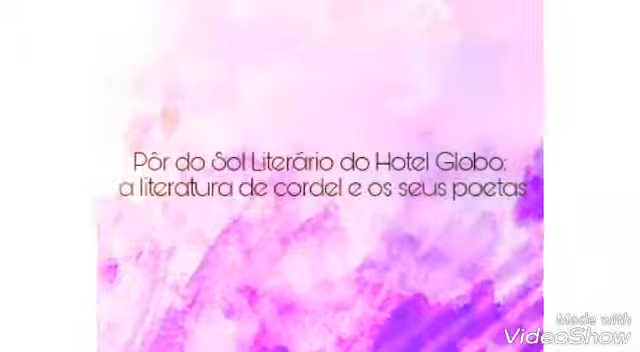 Pôr do Sol Literário do Hotel Globo:
a literatura de cordel e os seus poetas
Made with
VideoShow